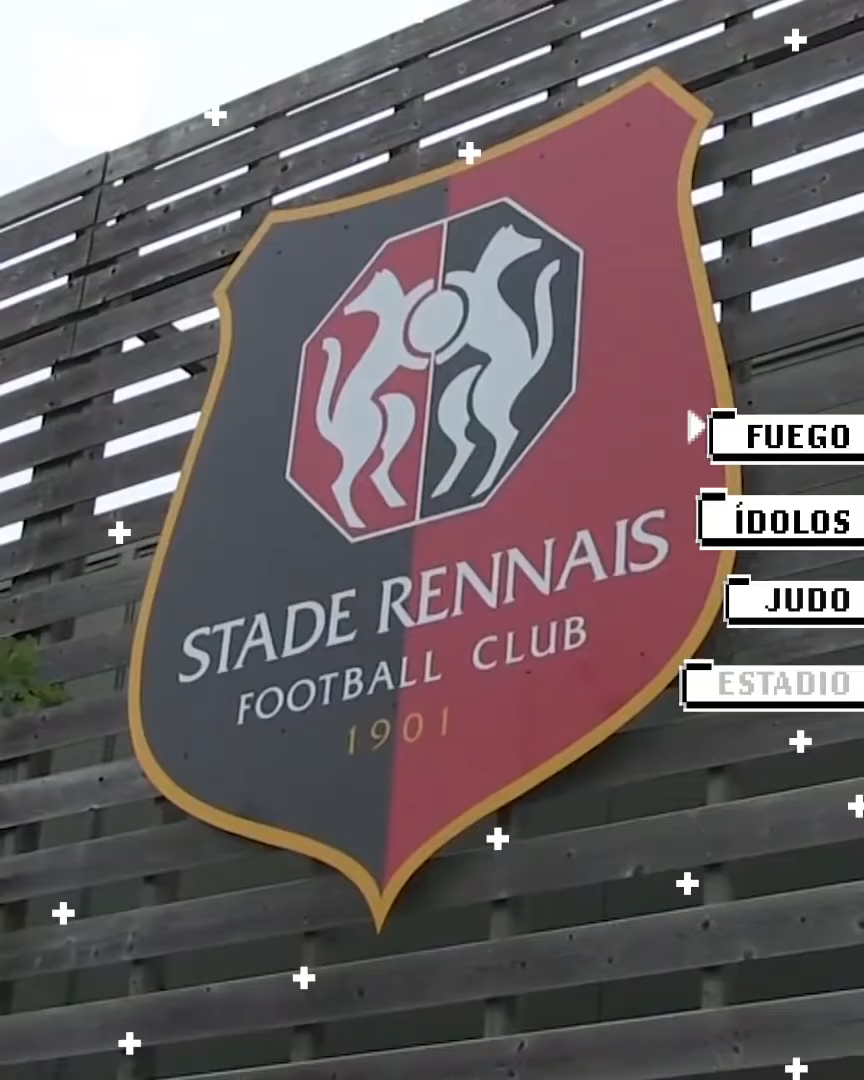 STADE RENNAIS
FOOTBALL CLUB
1901
FUEGO
ÍDOLOS
JUDO
ESTADIO